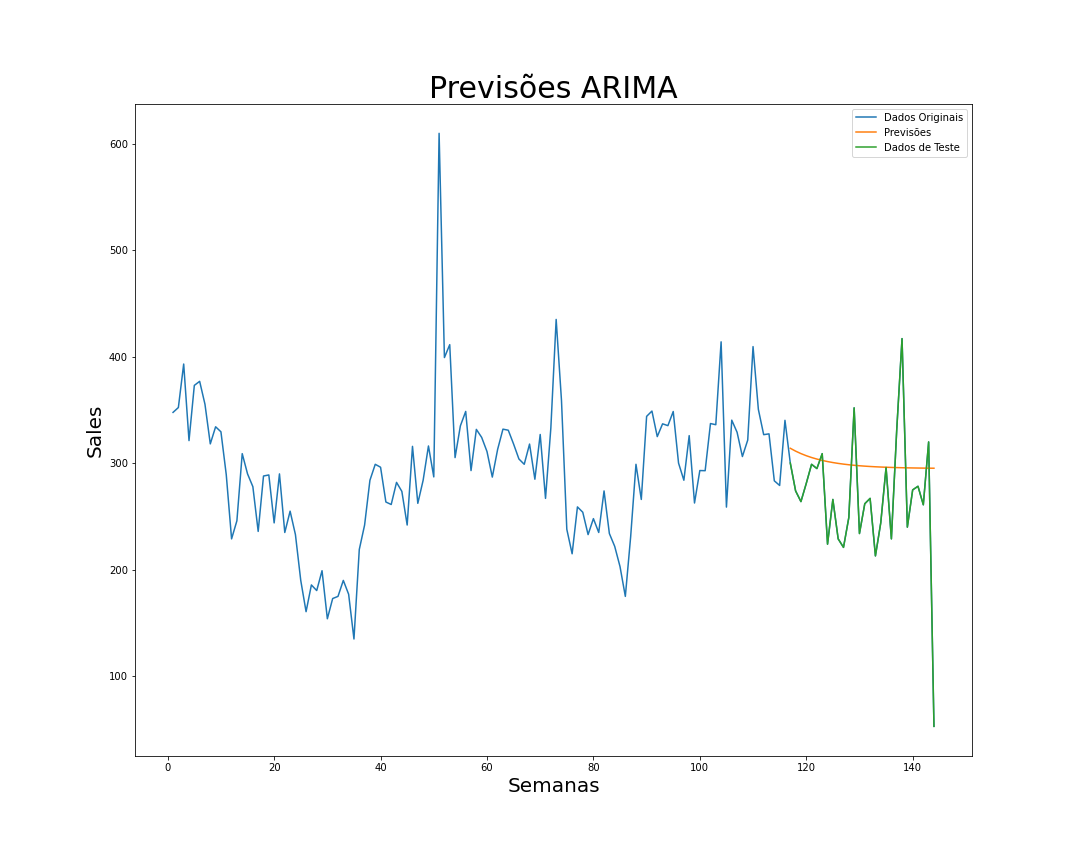 Previsões ARIMA
Dados Originais
Previsões
Dados de Teste
Sales
600
500
400
300
200
100
0 20 40 60 80 100 120 140
Semanas